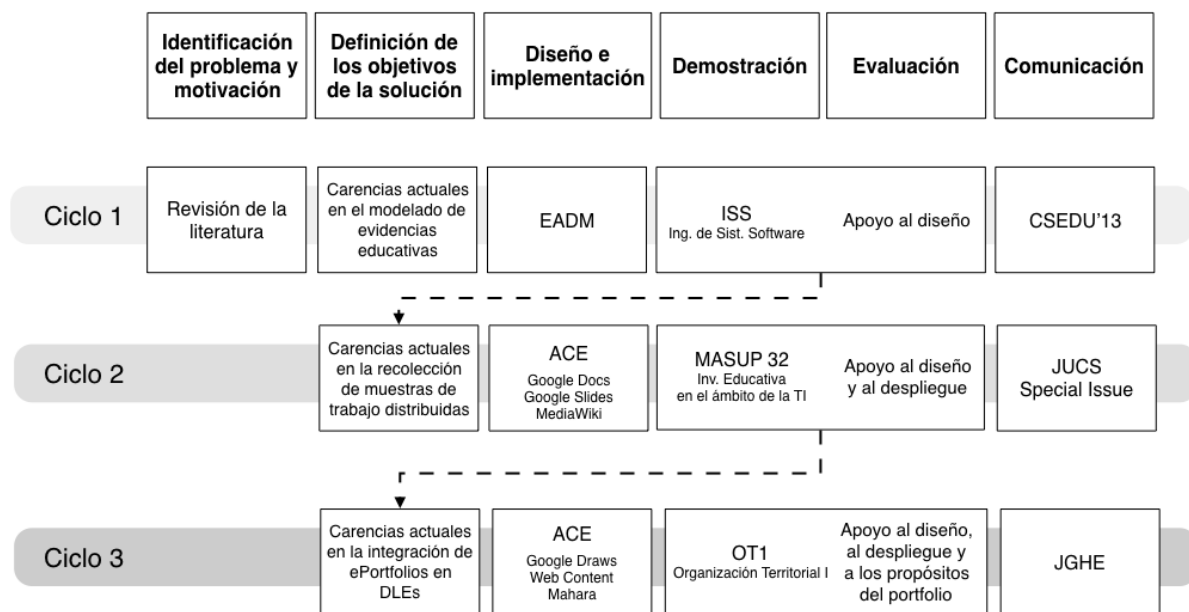 Identificación
del problema y
motivación
Definición de
los objetivos
de la solución
Diseño e
implementación
Demostración
Evaluación
Comunicación
Ciclo 1
Revisión de la
literatura
Carencias actuales
en el modelado de
evidencias
educativas
EADM
ISS
Ing. de Sist. Software
Apoyo al diseño
CSEDU'13
Ciclo 2
Carencias actuales
en la recolección
de muestras de
trabajo distribuidas
ACE
Google Docs
Google Slides
MediaWiki
MASUP 32
Inv. Educativa
en el ámbito de la TI
Apoyo al diseño
y al despliegue
JUCS
Special Issue
Ciclo 3
Carencias actuales
en la integración de
ePortfolios en
DLEs
ACE
Google Draws
Web Content
Mahara
OT1
Organización Territorial I
Apoyo al diseño,
al despliegue y
a los propósitos
del portfolio
JGHE